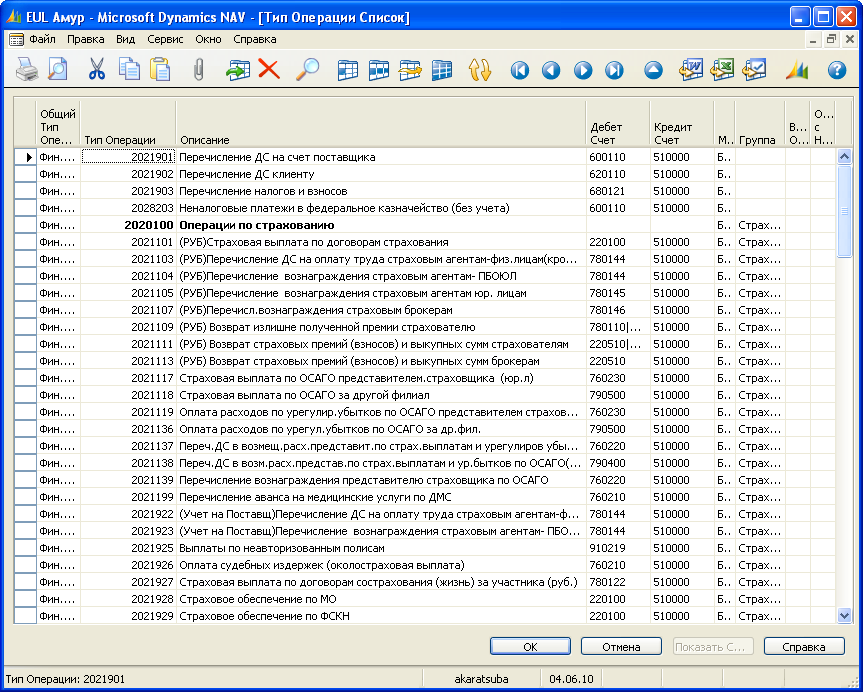 EUL Амур - Microsoft Dynamics NAV - [Тип Операции Список]
Файл Правка Вид Сервис Окно Справка
Общий Тип Опе... Тип Операции Описание Дебет Счет Кредит Счет М.. Группа В... О... О... с Н...
Фин.... 2021901 Перечисление ДС на счет поставщика 600110 510000 Б..
Фин.... 2021902 Перечисление ДС клиенту 620110 510000 Б..
Фин.... 2021903 Перечисление налогов и взносов 680121 510000 Б..
Фин.... 2028203 Неналоговые платежи в федеральное казначейство (без учета) 600110 510000 Б..
Фин.... 2020100 Операции по страхованию Б.. Страх...
Фин.... 2021101 (РУБ)Страховая выплата по договорам страхования 220100 510000 Б.. Страх...
Фин.... 2021103 (РУБ)Перечисление ДС на оплату труда страховым агентам-физ.лицам(кро... 780144 510000 Б.. Страх...
Фин.... 2021104 (РУБ)Перечисление вознаграждения страховым агентам- ПБОЮЛ 780144 510000 Б.. Страх...
Фин.... 2021105 (РУБ)Перечисление вознаграждения страховым агентам юр. лицам 780145 510000 Б.. Страх...
Фин.... 2021107 (РУБ)Перечисл.вознаграждения страховым брокерам 780146 510000 Б.. Страх...
Фин.... 2021109 (РУБ) Возврат излишне полученной премии страхователю 780110|... 510000 Б.. Страх...
Фин.... 2021111 (РУБ) Возврат страховых премий (взносов) и выкупных сумм страхователям 220510|... 510000 Б.. Страх...
Фин.... 2021113 (РУБ) Возврат страховых премий (взносов) и выкупных сумм брокерам 220510 510000 Б.. Страх...
Фин.... 2021117 Страховая выплата по ОСАГО представителем.страховщика (юр.л) 760230 510000 Б.. Страх...
Фин.... 2021118 Страховая выплата по ОСАГО за другой филиал 790500 510000 Б.. Страх...
Фин.... 2021119 Оплата расходов по урегулир.убытков по ОСАГО представителем страхов... 760230 510000 Б.. Страх...
Фин.... 2021136 Оплата расходов по урегул.убытков по ОСАГО за др.фил. 790500 510000 Б.. Страх...
Фин.... 2021137 Переч.ДС в возмещ.расх.представит.по страх.выплатам и урегулиров убы... 760220 510000 Б.. Страх...
Фин.... 2021138 Переч.ДС в возм.расх.представ.по страх.выплатам и ур.бытков по ОСАГО(... 790400 510000 Б.. Страх...
Фин.... 2021139 Перечисление вознаграждения представителю страховщика по ОСАГО 760220 510000 Б.. Страх...
Фин.... 2021199 Перечисление аванса на медицинские услуги по ДМС 760210 510000 Б.. Страх...
Фин.... 2021922 (Учет на Поставщ)Перечисление ДС на оплату труда страховым агентам-ф... 780144 510000 Б.. Страх...
Фин.... 2021923 (Учет на Поставщ)Перечисление вознаграждения страховым агентам- ПБО... 780144 510000 Б.. Страх...
Фин.... 2021925 Выплаты по неавторизованным полисам 910219 510000 Б.. Страх...
Фин.... 2021926 Оплата судебных издержек (околостраховая выплата) 760210 510000 Б.. Страх...
Фин.... 2021927 Страховая выплата по договорам сострахования (жизнь) за участника (руб.) 780122 510000 Б.. Страх...
Фин.... 2021928 Страховое обеспечение по МО 220100 510000 Б.. Страх...
Фин.... 2021929 Страховое обеспечение по ФСКН 220100 510000 Б.. Страх...
ОК Отмена Показать С... Справка
Тип Операции: 2021901 akaratsuba 04.06.10